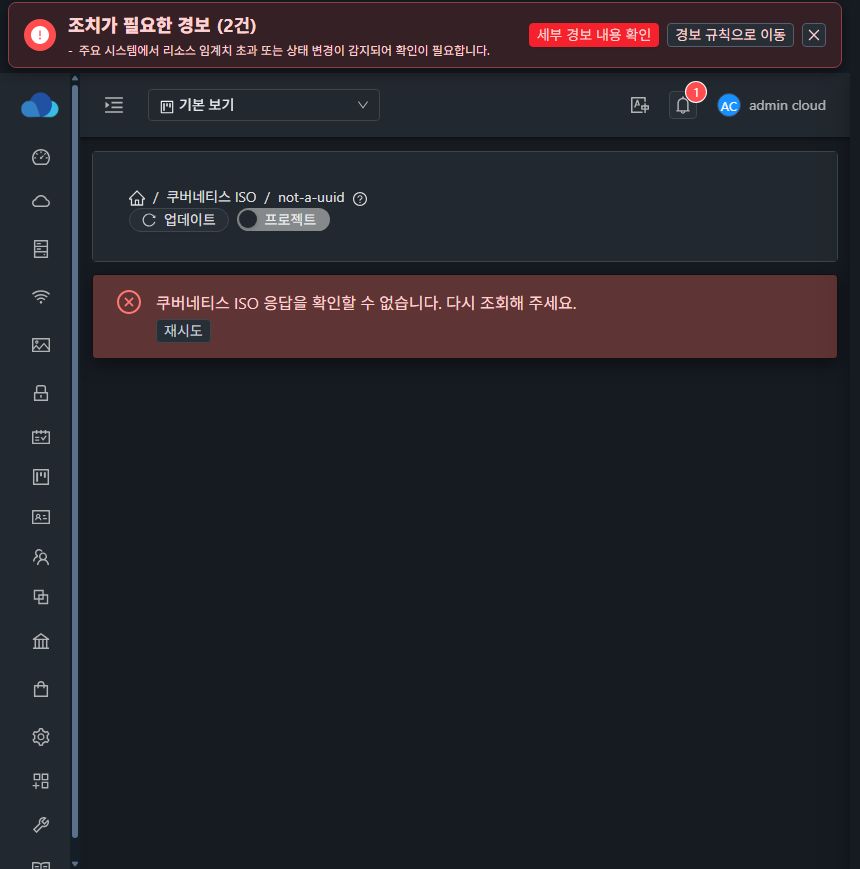 조치가 필요한 경보 (2건)
- 주요 시스템에서 리소스 임계치 초과 또는 상태 변경이 감지되어 확인이 필요합니다.
세부 경보 내용 확인
경보 규칙으로 이동
기본 보기
1
AC
admin cloud
/ 쿠버네티스 ISO / not-a-uuid
업데이트
프로젝트
쿠버네티스 ISO 응답을 확인할 수 없습니다. 다시 조회해 주세요.
재시도